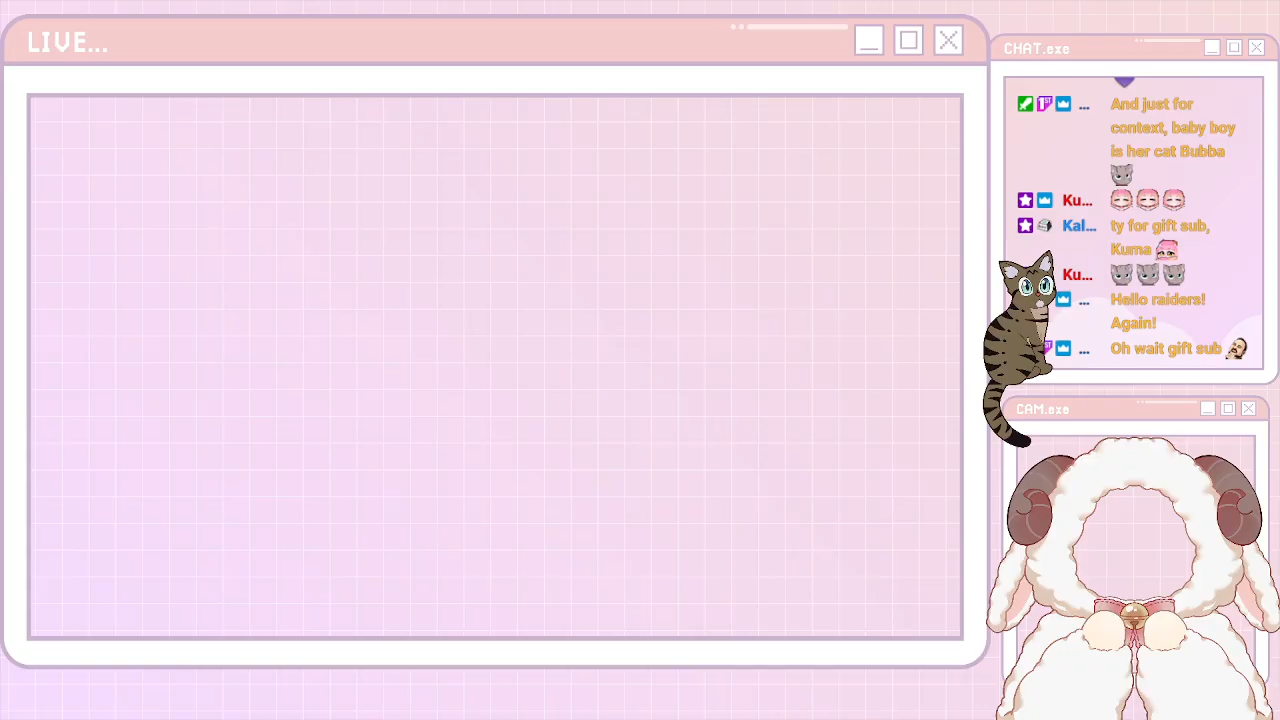 LIVE...
CHAT.exe
... And just for
context, baby boy
is her cat Bubba
Ku...
Kal... ty for gift sub,
Kuma
Ku...
... Hello raiders!
Again!
... Oh wait gift sub
CAM.exe